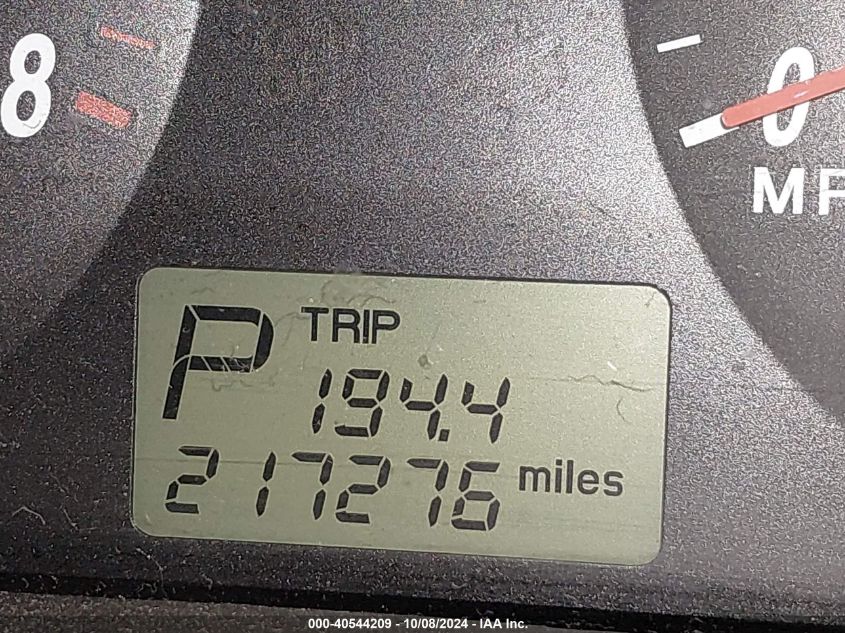 8
0
MP
P TRIP
194.4
217276 miles
000-40544209 - 10/08/2024 - IAA Inc.